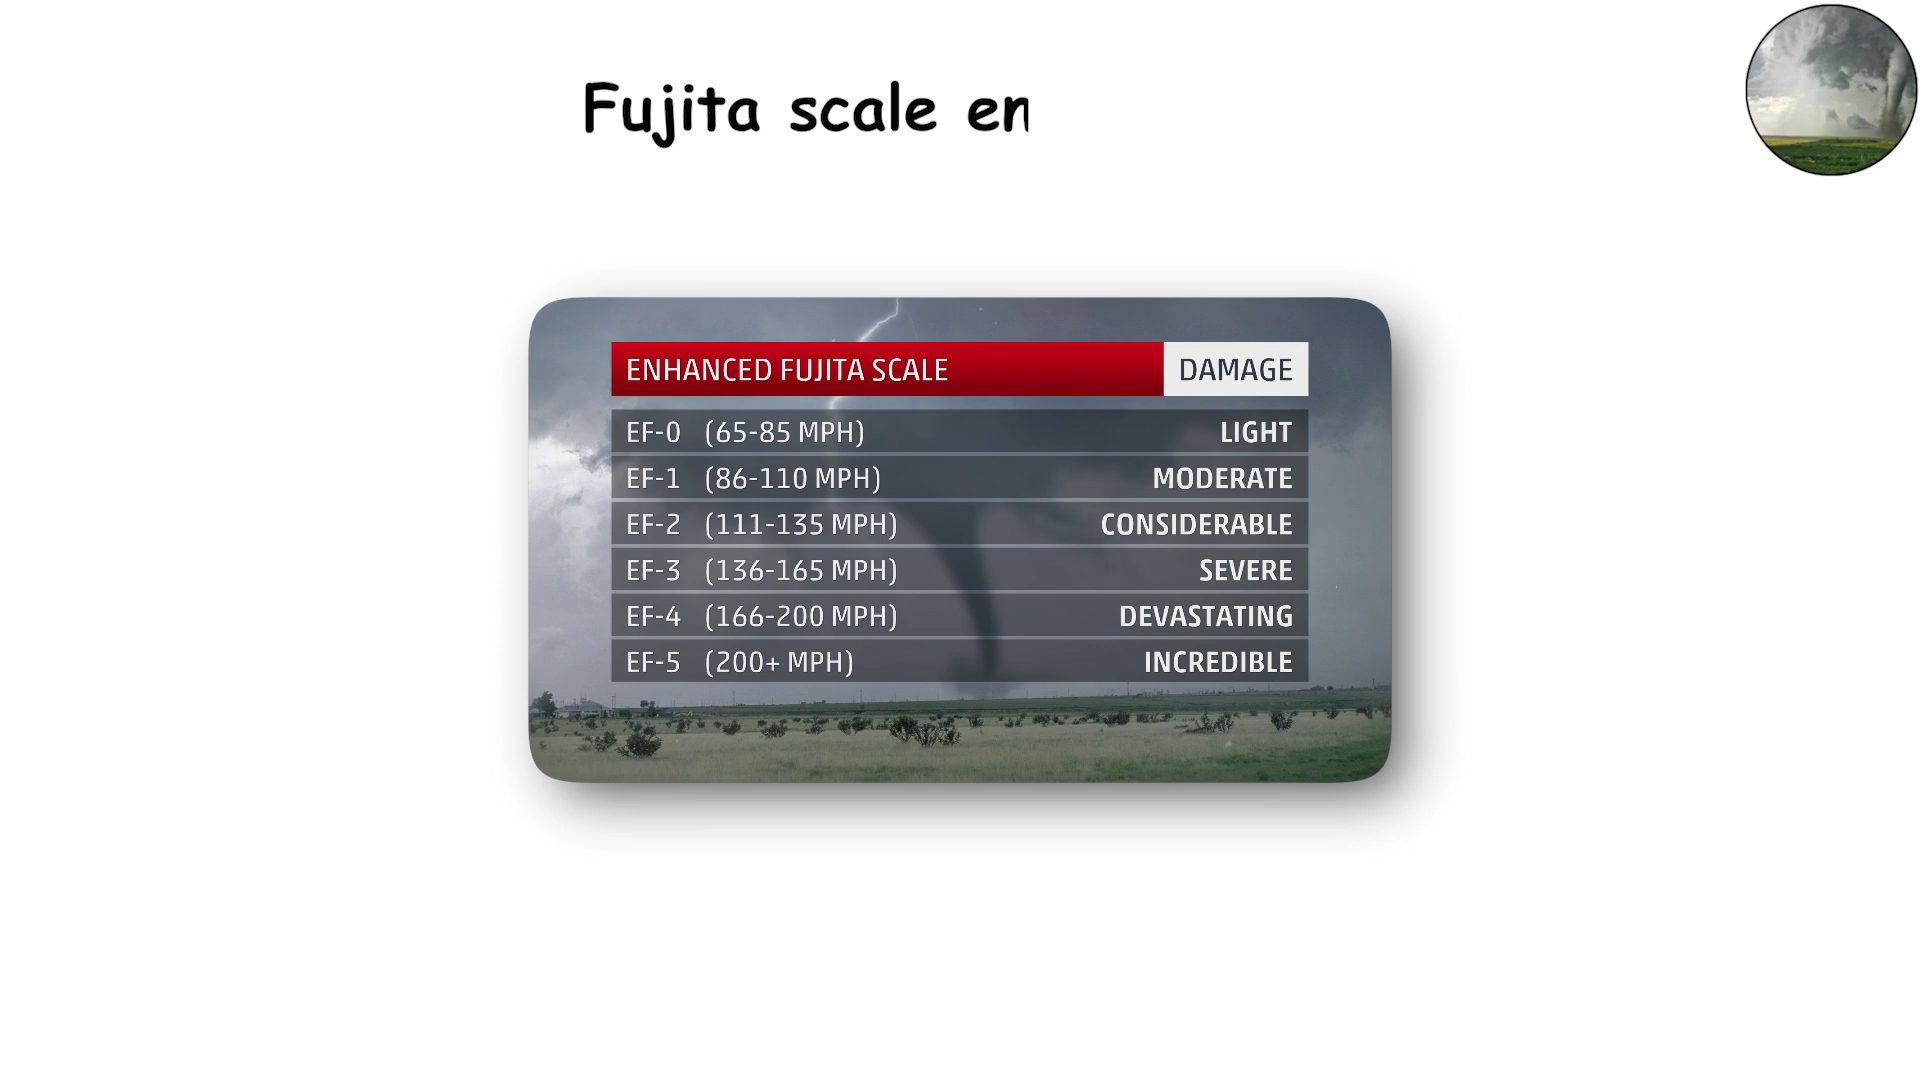 Fujita scale en
ENHANCED FUJITA SCALE DAMAGE
EF-0 (65-85 MPH) LIGHT
EF-1 (86-110 MPH) MODERATE
EF-2 (111-135 MPH) CONSIDERABLE
EF-3 (136-165 MPH) SEVERE
EF-4 (166-200 MPH) DEVASTATING
EF-5 (200+ MPH) INCREDIBLE